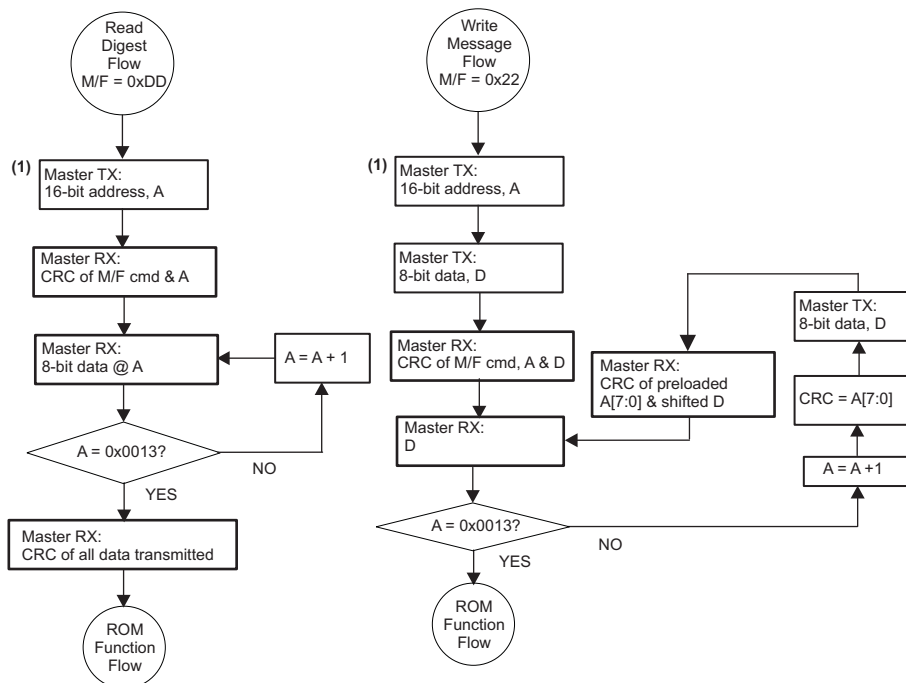 Read
Digest
Flow
M/F = 0xDD
(1)
Master TX:
16-bit address, A
Master RX:
CRC of M/F cmd & A
Master RX:
8-bit data @ A
A = A + 1
A = 0x0013?
NO
YES
Master RX:
CRC of all data transmitted
ROM
Function
Flow
Write
Message
Flow
M/F = 0x22
(1)
Master TX:
16-bit address, A
Master TX:
8-bit data, D
Master RX:
CRC of M/F cmd, A & D
Master RX:
D
A = 0x0013?
NO
YES
ROM
Function
Flow
Master RX:
CRC of preloaded
A[7:0] & shifted D
Master TX:
8-bit data, D
CRC = A[7:0]
A = A +1